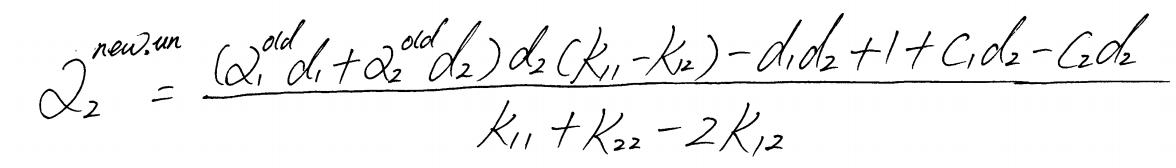 α₂^{new.un} = \frac{(α₁^{old} d₁ + α₂^{old} d₂) d₂ (k₁₁ - k₁₂) - d₁d₂ + 1 + C₁d₂ - C₂d₂}{k₁₁ + k₂₂ - 2k₁₂}